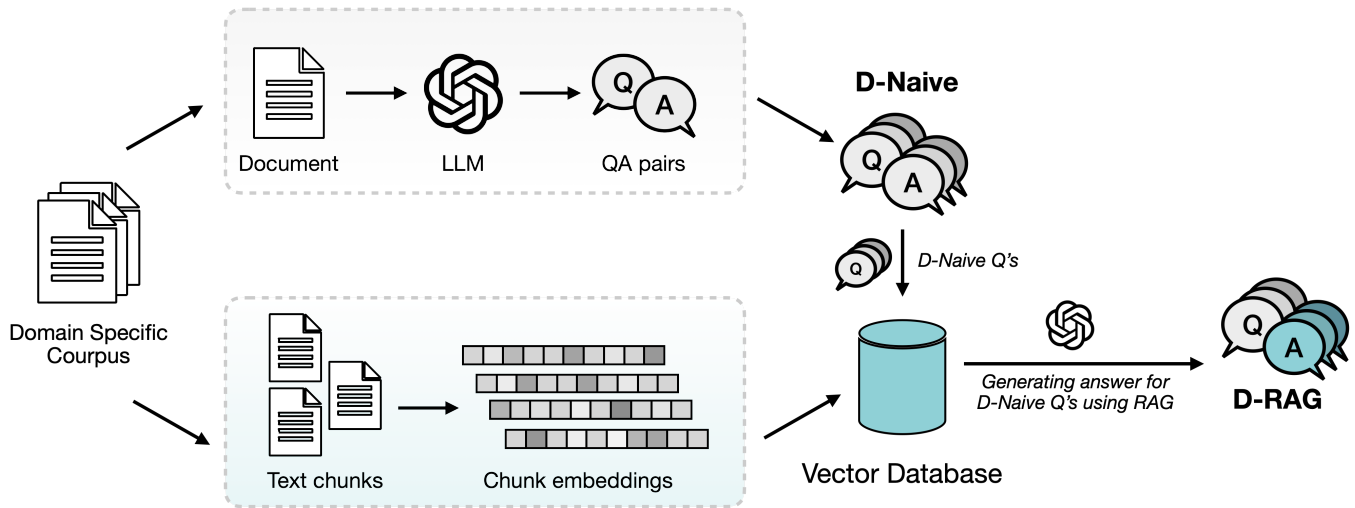 Document
LLM
QA pairs
Q
A
D-Naive
Q
A
Domain Specific
Courpus
Q
D-Naive Q's
Text chunks
Chunk embeddings
Vector Database
Generating answer for
D-Naive Q's using RAG
Q
A
D-RAG